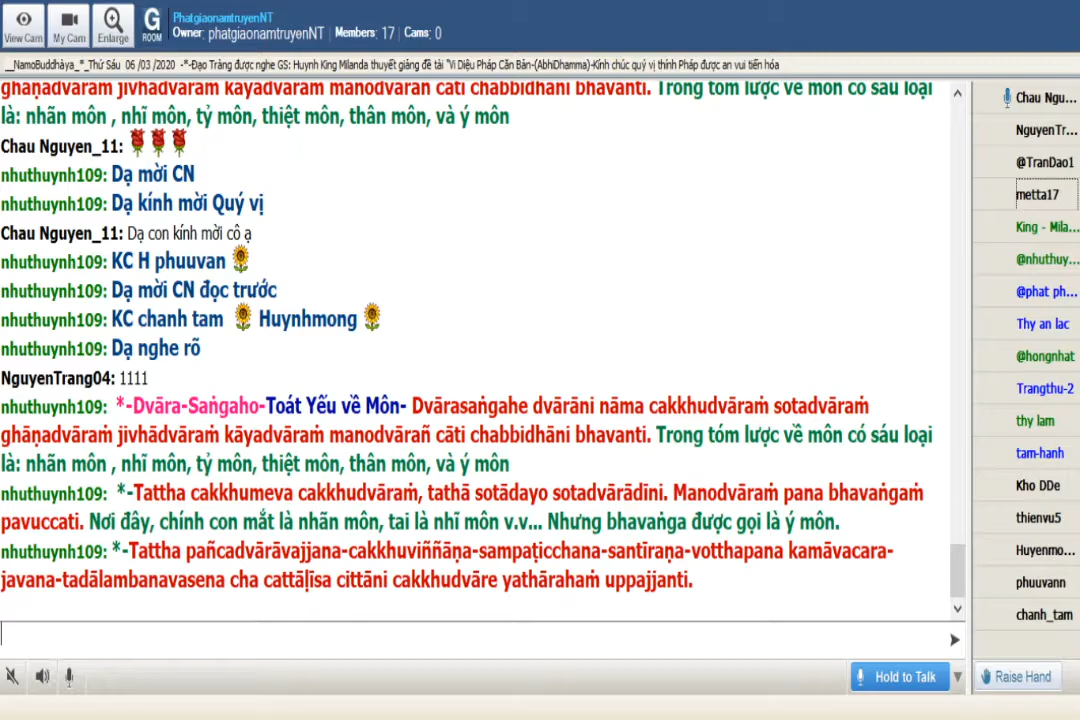 PhatgiaonamtruyenNT
Owner: phatgiaonamtruyenNT Members: 17 Cams: 0
View Cam My Cam Enlarge G ROOM
__NamoBuddhàya_*_Thứ Sáu 06 /03 /2020 -*-Đạo Tràng được nghe GS: Huynh King Milanda thuyết giảng đề tài "Vi Diệu Pháp Căn Bản-(AbhiDhamma)-Kính chúc quý vị thính Pháp được an vui tiến hóa
ghāṇadvāraṁ jivhādvāraṁ kāyadvāraṁ manodvārañ cāti chabbidhāni bhavanti. Trong tóm lược về môn có sáu loại
là: nhãn môn , nhĩ môn, tỷ môn, thiệt môn, thân môn, và ý môn
Chau Nguyen_11:
nhuthuynh109: Dạ mời CN
nhuthuynh109: Dạ kính mời Quý vị
Chau Nguyen_11: Dạ con kính mời cô ạ
nhuthuynh109: KC H phuuvan
nhuthuynh109: Dạ mời CN đọc trước
nhuthuynh109: KC chanh tam Huynhmong
nhuthuynh109: Dạ nghe rõ
NguyenTrang04: 1111
nhuthuynh109: *-Dvāra-Saṅgaho-Toát Yếu về Môn- Dvārasaṅgahe dvārāni nāma cakkhudvāraṁ sotadvāraṁ
ghāṇadvāraṁ jivhādvāraṁ kāyadvāraṁ manodvārañ cāti chabbidhāni bhavanti. Trong tóm lược về môn có sáu loại
là: nhãn môn , nhĩ môn, tỷ môn, thiệt môn, thân môn, và ý môn
nhuthuynh109: *-Tattha cakkhumeva cakkhudvāraṁ, tathā sotādayo sotadvārādīni. Manodvāraṁ pana bhavaṅgaṁ
pavuccati. Nơi đây, chính con mắt là nhãn môn, tai là nhĩ môn v.v... Nhưng bhavaṅga được gọi là ý môn.
nhuthuynh109: *-Tattha pañcadvārāvajjana-cakkhuviññāṇa-sampaṭicchana-santīraṇa-votthapana kamāvacara-
javana-tadālambanavasena cha cattāḷīsa cittāni cakkhudvāre yathārahaṁ uppajjanti.
Chau Ngu...
NguyenTr...
@TranDao1
metta17
King - Mila...
@nhuthuy...
@phat ph...
Thy an lac
@hongnhat
Trangthu-2
thy lam
tam-hanh
Kho DDe
thienvu5
Huyenmo...
phuuvann
chanh_tam
Hold to Talk
Raise Hand